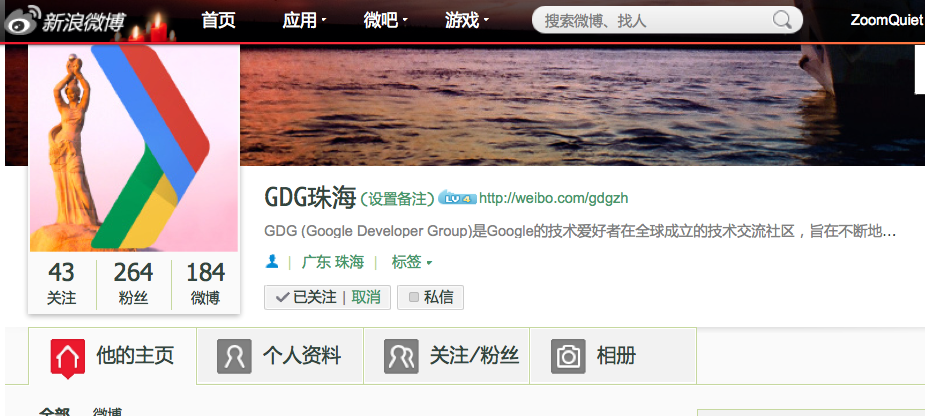 新浪微博 首页 应用 微吧 游戏 搜索微博、找人 ZoomQuiet
GDG珠海 (设置备注) LV 4 http://weibo.com/gdgzh
GDG (Google Developer Group)是Google的技术爱好者在全球成立的技术交流社区，旨在不断地...
广东 珠海 | 标签
43 264 184
关注 粉丝 微博
已关注 | 取消 私信
他的主页 个人资料 关注/粉丝 相册
全部 微博